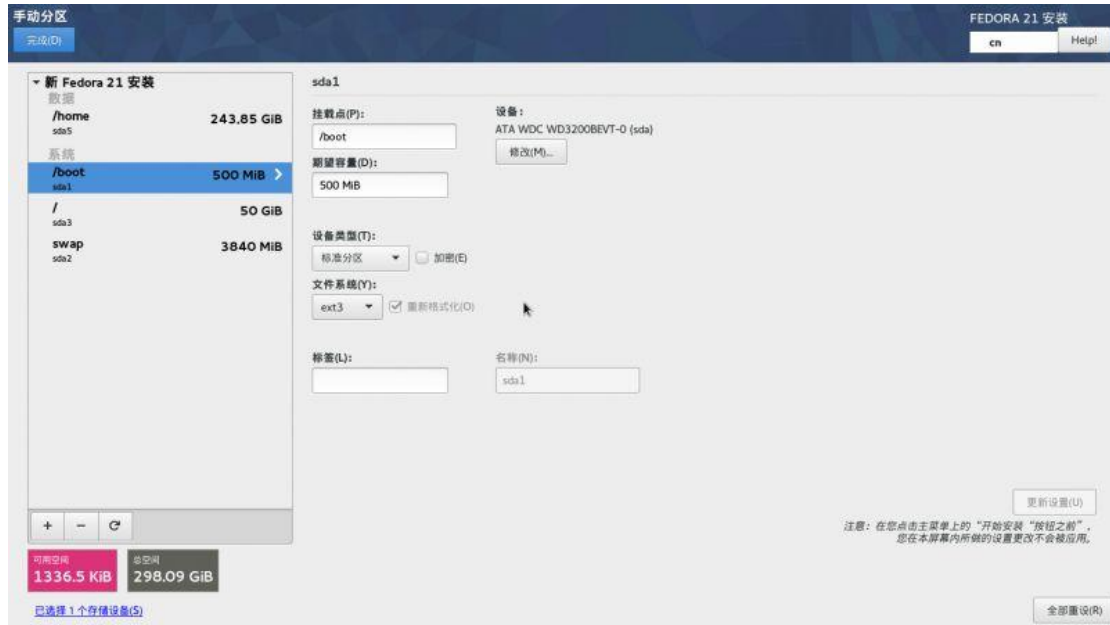 手动分区
FEDORA 21 安装
完成(D)
cn
Help!
新 Fedora 21 安装
数据
/home
243.85 GiB
sda5
系统
/boot
500 MiB
sda1
/
50 GiB
sda3
swap
3840 MiB
sda2
sda1
挂载点(P):
/boot
期望容量(D):
500 MiB
设备:
ATA WDC WD3200BEVT-0 (sda)
修改(M)...
设备类型(T):
标准分区
加密(E)
文件系统(Y):
ext3
重新格式化(O)
标签(L):
名称(N):
sda1
更新设置(U)
注意：在您点击主菜单上的“开始安装“按钮之前”，
您在本屏幕内所做的设置更改不会被应用。
+ -
可用空间
1336.5 KiB
总空间
298.09 GiB
已选择 1 个存储设备(S)
全部重设(R)